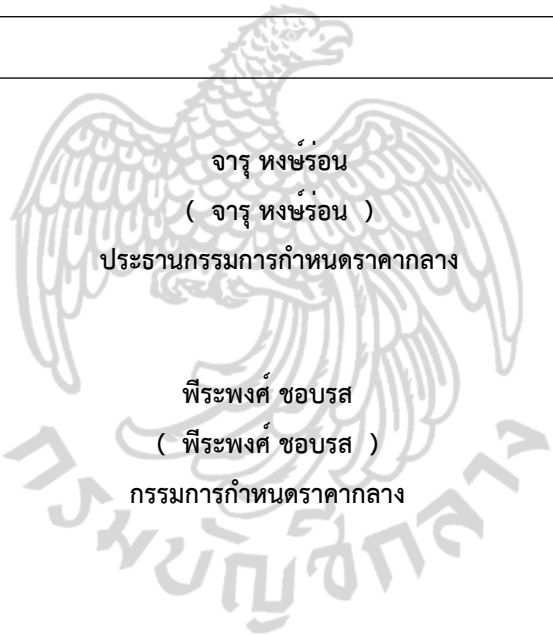 จารุ หงษ์ร่อน
( จารุ หงษ์ร่อน )
ประธานกรรมการกำหนดราคากลาง
พีระพงศ์ ชอบรส
( พีระพงศ์ ชอบรส )
กรรมการกำหนดราคากลาง
กรมบัญชีกลาง